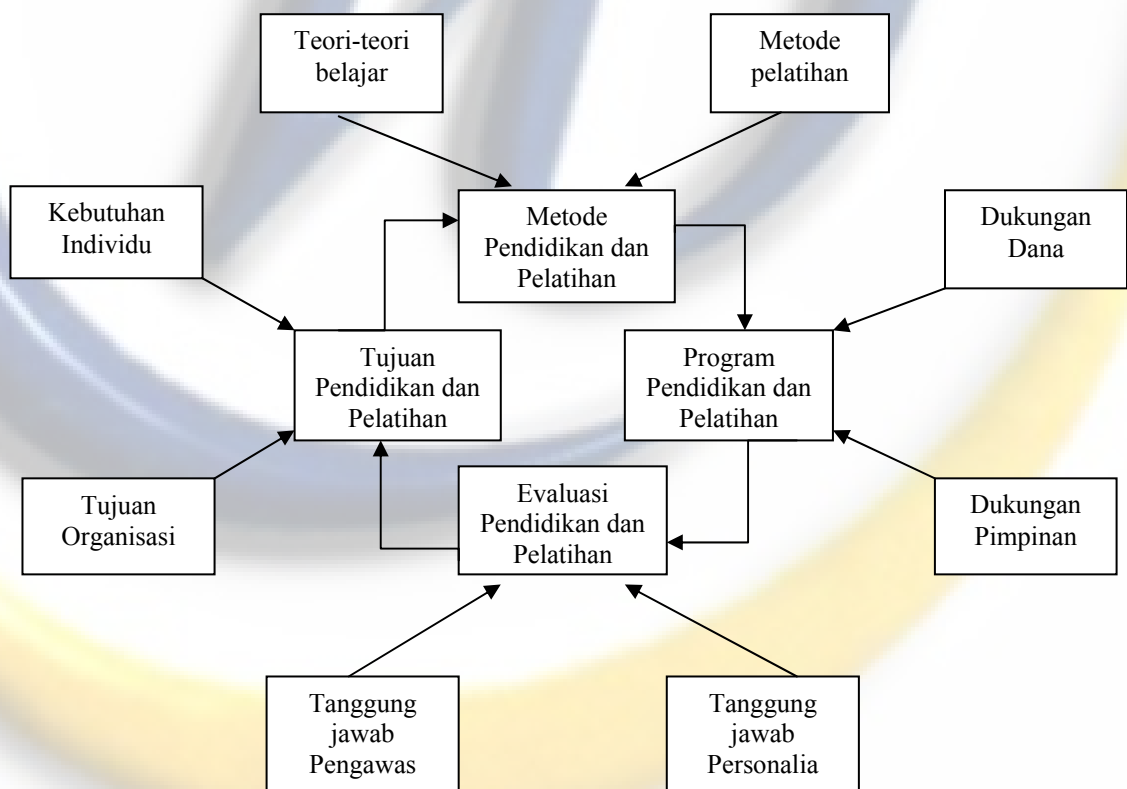 Teori-teori
belajar
Metode
pelatihan
Kebutuhan
Individu
Metode
Pendidikan dan
Pelatihan
Dukungan
Dana
Tujuan
Pendidikan dan
Pelatihan
Program
Pendidikan dan
Pelatihan
Tujuan
Organisasi
Evaluasi
Pendidikan dan
Pelatihan
Dukungan
Pimpinan
Tanggung
jawab
Pengawas
Tanggung
jawab
Personalia